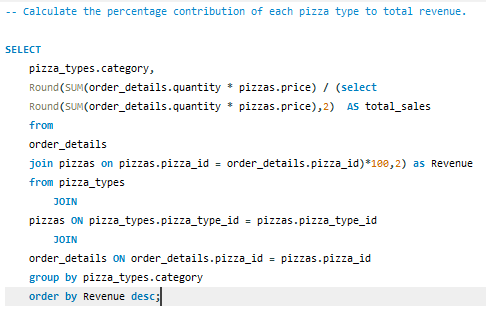 -- Calculate the percentage contribution of each pizza type to total revenue.
SELECT
pizza_types.category,
Round(SUM(order_details.quantity * pizzas.price) / (select
Round(SUM(order_details.quantity * pizzas.price),2)  AS total_sales
from
order_details
join pizzas on pizzas.pizza_id = order_details.pizza_id)*100,2) as Revenue
from pizza_types
JOIN
pizzas ON pizza_types.pizza_type_id = pizzas.pizza_type_id
JOIN
order_details ON order_details.pizza_id = pizzas.pizza_id
group by pizza_types.category
order by Revenue desc;